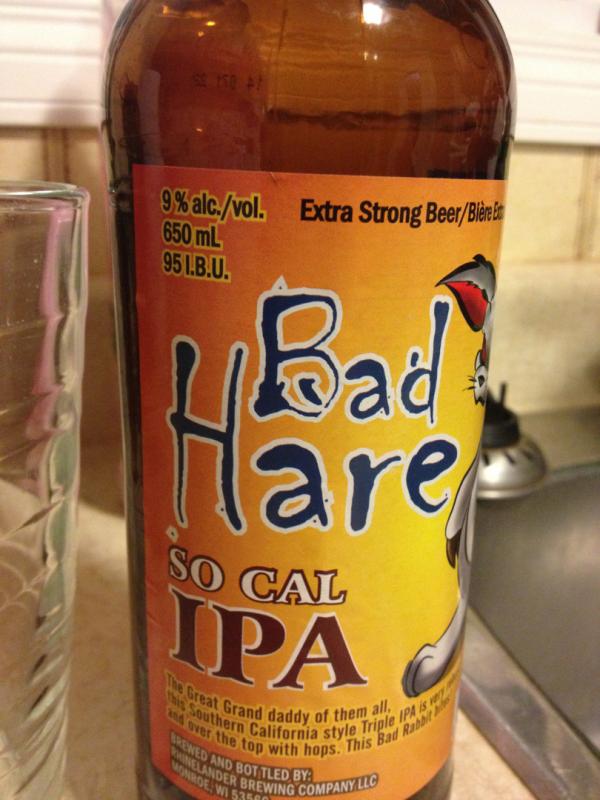 9% alc./vol.
650 mL
95 I.B.U.
Extra Strong Beer/Bière
Bad
Hare
SO CAL
IPA
The Great Grand daddy of them all,
this Southern California style Triple IPA is very
and over the top with hops. This Bad Rabbit bites
BREWED AND BOTTLED BY:
RHINELANDER BREWING COMPANY LLC
MONROE, WI